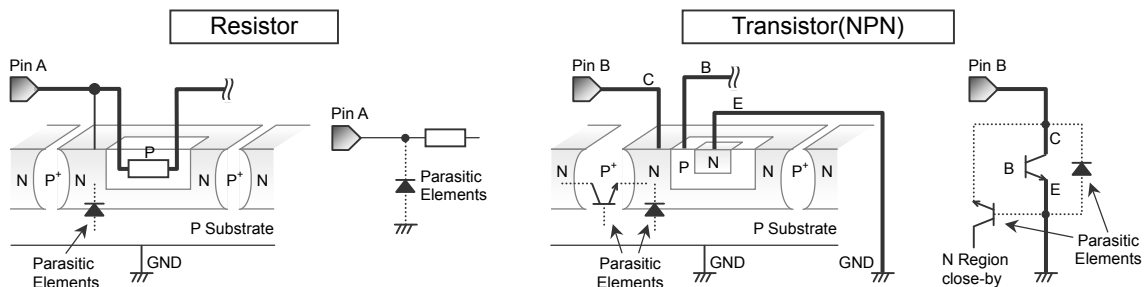 Resistor
Transistor(NPN)
Pin A
P
N
P+
N
N
P+
N
P Substrate
Parasitic
Elements
GND
Pin A
Parasitic
Elements
Pin B
C
B
E
N
P+
N
P
N
N
P+
N
P Substrate
Parasitic
Elements
GND
GND
Pin B
C
B
E
Parasitic
Elements
N Region
close-by